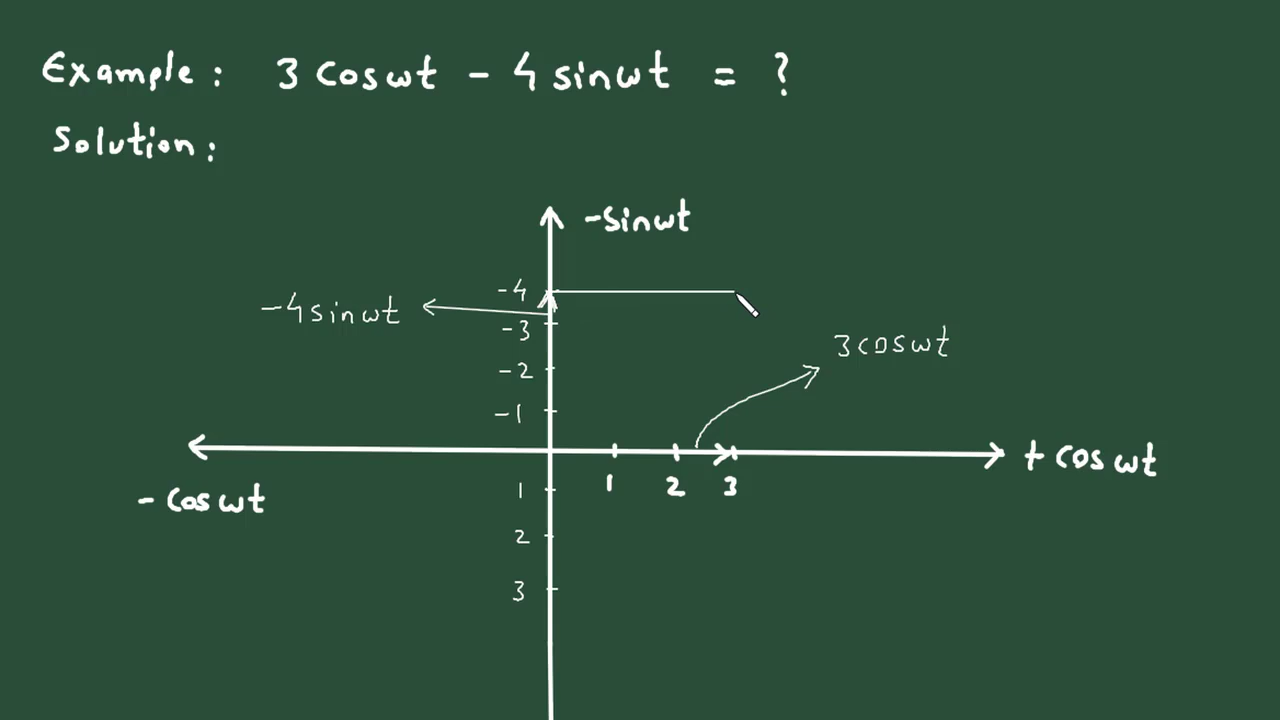 Example: 3 cosωt - 4 sinωt = ?
Solution:
-sinωt
-4
-4sinωt
-3
3cosωt
-2
-1
+ cosωt
1 2 3
- cosωt
1
2
3